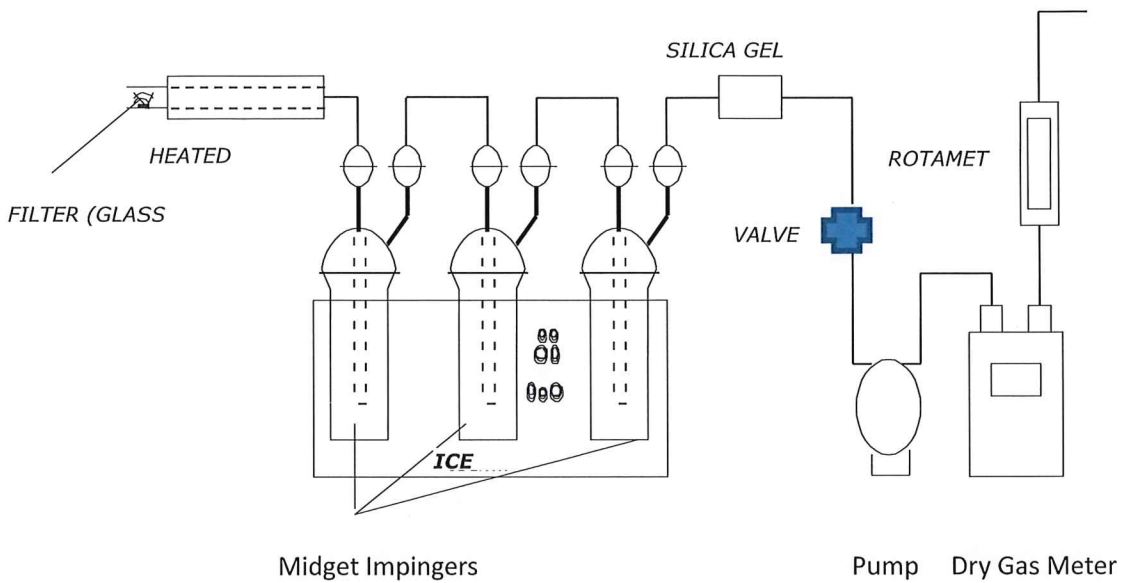 SILICA GEL
HEATED
ROTAMET
FILTER (GLASS
VALVE
ICE
Midget Impingers
Pump
Dry Gas Meter